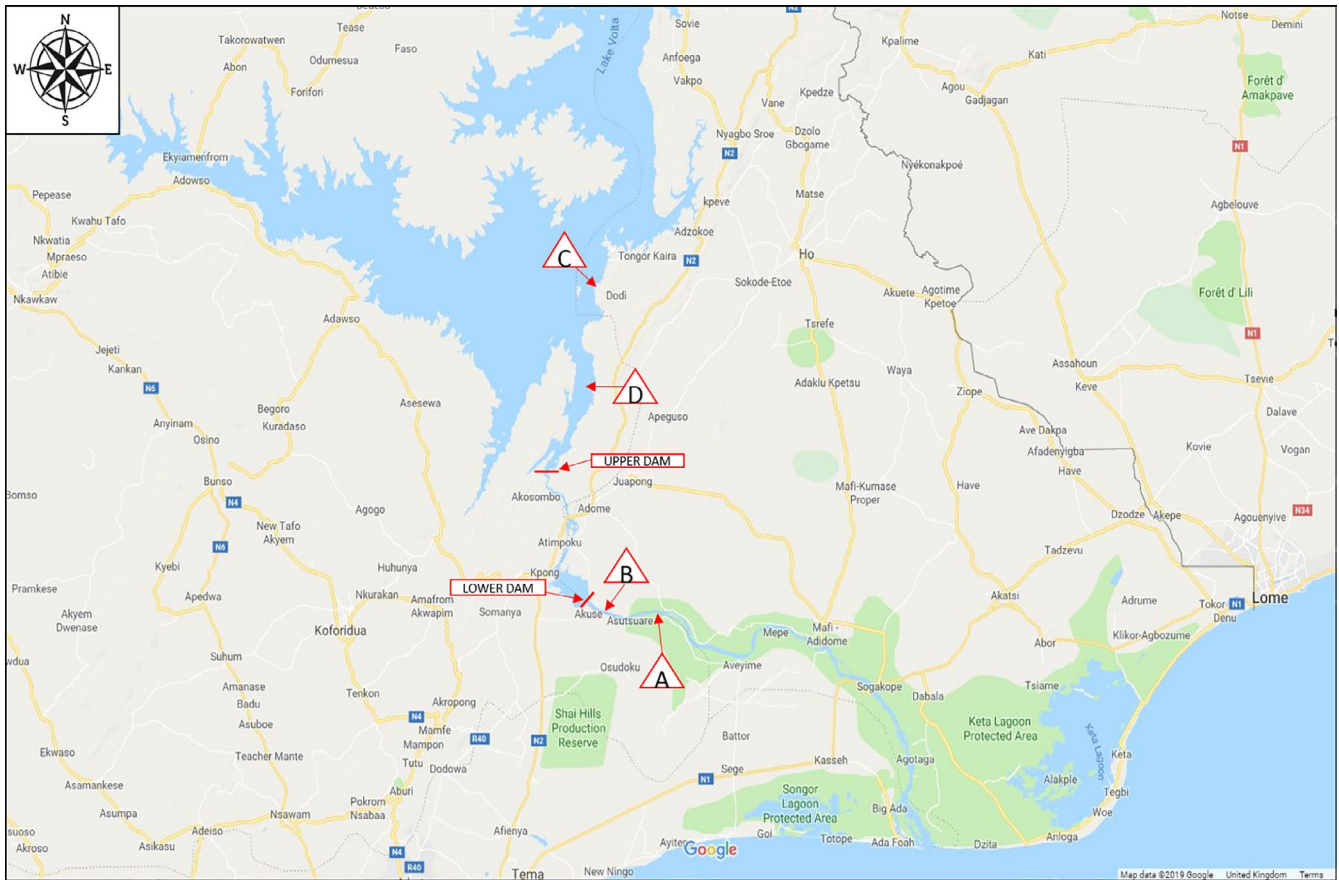 N
W
E
S
Takorowatwen
Tease
Faso
Abon
Odumesua
Forifori
Lake Volta
Sovie
Anfoega
Vakpo
N2
Kpalime
Kati
Notse
Demini
Agou
Gadjagan
Forêt d'
Amakpave
Kpedze
Vane
Dzolo
Gbogame
Nyagbo Sroe
N2
N1
Nyékonakpoé
Ekyiamenfrom
Adowso
Pepease
Kwahu Tafo
Nkwatia
Mpraeso
Atibie
Nkawkaw
Matse
kpeve
Agbelouve
Adzokoe
Tongor Kaira
N2
Ho
Sokode-Etoe
C
Dodi
Akuete
Agotime
Kpetoe
Forêt d' Lili
N1
Adawso
Tsrefe
Jejeti
Kankan
N6
Assahoun
Keve
Tsevie
D
Adaklu Kpetsu
Waya
Ziope
Asesewa
Begoro
Kuradaso
Apeguso
Dalave
Anyinam
Osino
Ave Dakpa
Afadenyigba
Have
Kovie
Vogan
UPPER DAM
Bunso
N4
Juapong
Mafi-Kumase
Proper
Have
Bomso
Akosombo
Adome
Agogo
Dzodze
Akepe
N34
Agouenyive
New Tafo
Akyem
N6
Atimpoku
Tadzevu
Kyebi
Huhunya
Kpong
B
Pramkese
Apedwa
LOWER DAM
Nkurakan
Amafrom
Akwapim
Somanya
Akuse
Asutsuare
Akatsi
Adrume
Tokor
N1
Lome
Denu
Akyem
Dwenase
Koforidua
Mepe
Mafi -
Adidome
Klikor-Agbozume
Abor
Suhum
Osudoku
A
Aveyime
Amanase
Badu
Asuboe
Tenkon
Akropong
Sogakope
Dabala
Tsiame
N4
Mamfe
Mampon
Shai Hills
Production
Reserve
Keta Lagoon
Protected Area
Keta Lagoon
R40
N2
Battor
Ekwaso
Teacher Mante
Tutu
Dodowa
Sege
Kasseh
Agotaga
Keta
N1
Asamankese
Aburi
Alakple
Tegbi
Pokrom
Nsabaa
Songor
Lagoon
Protected Area
Big Ada
Woe
Asumpa
Nsawam
Adeiso
Afienya
Akroso
Asikasu
Goi
Totope
Ada Foah
Dzita
Anloga
N4
R40
Google
New Ningo
Tema
Map data ©2019 Google
United Kingdom
Terms